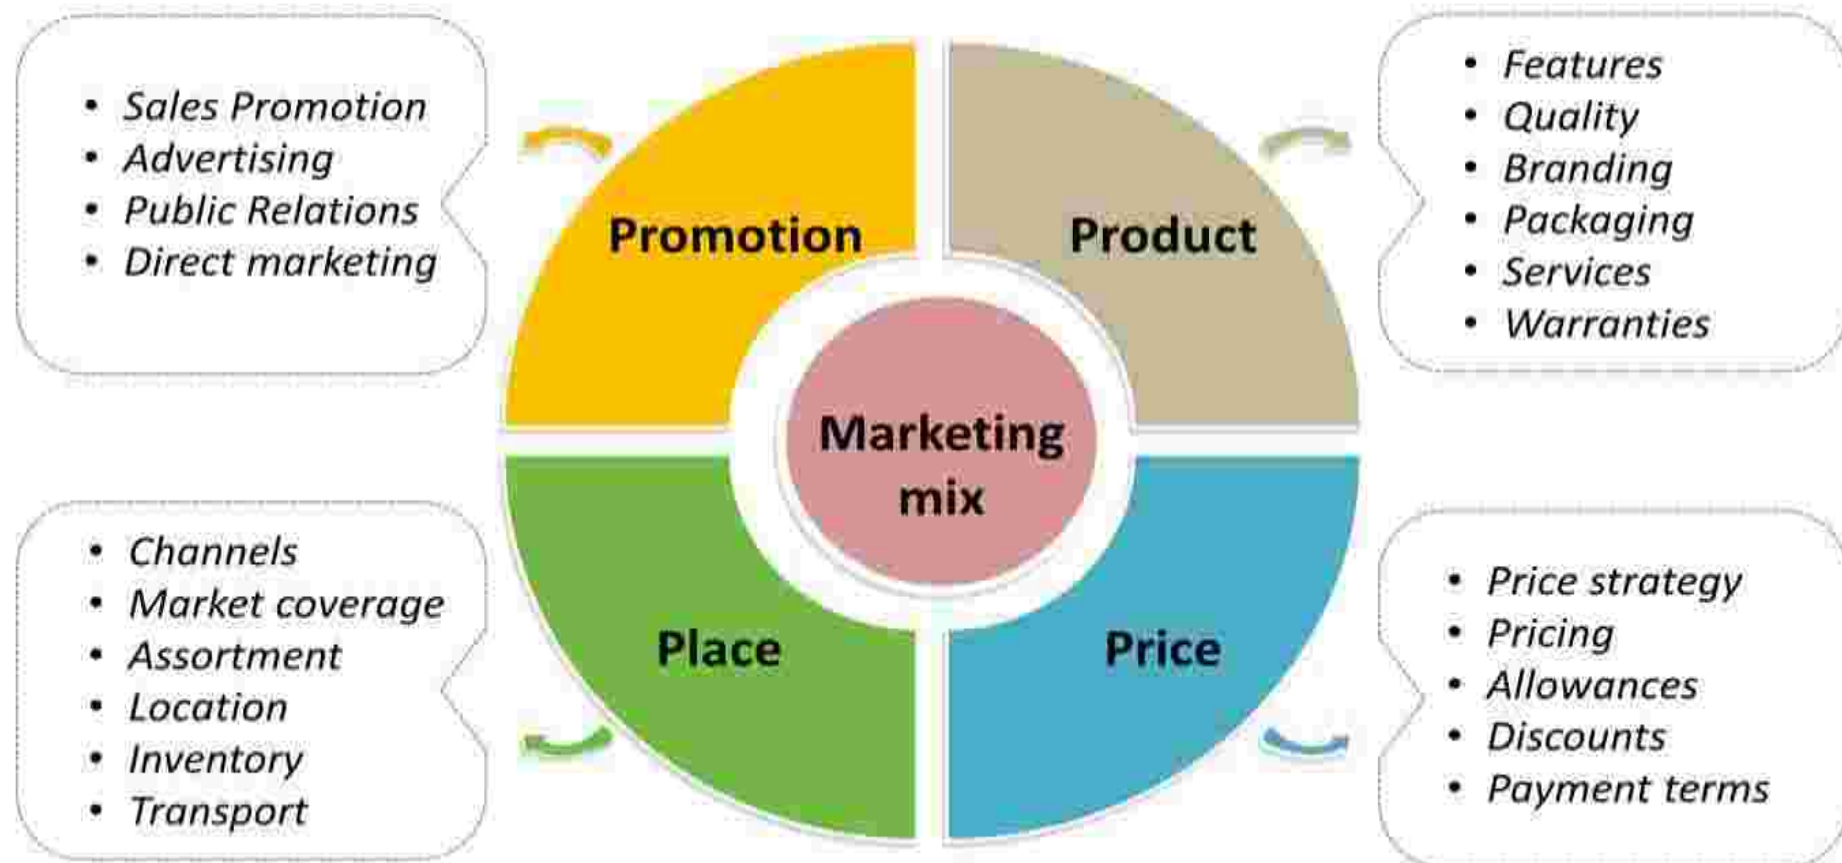 • Sales Promotion
• Advertising
• Public Relations
• Direct marketing
Promotion
Product
• Features
• Quality
• Branding
• Packaging
• Services
• Warranties
Marketing
mix
• Channels
• Market coverage
• Assortment
• Location
• Inventory
• Transport
Place
Price
• Price strategy
• Pricing
• Allowances
• Discounts
• Payment terms